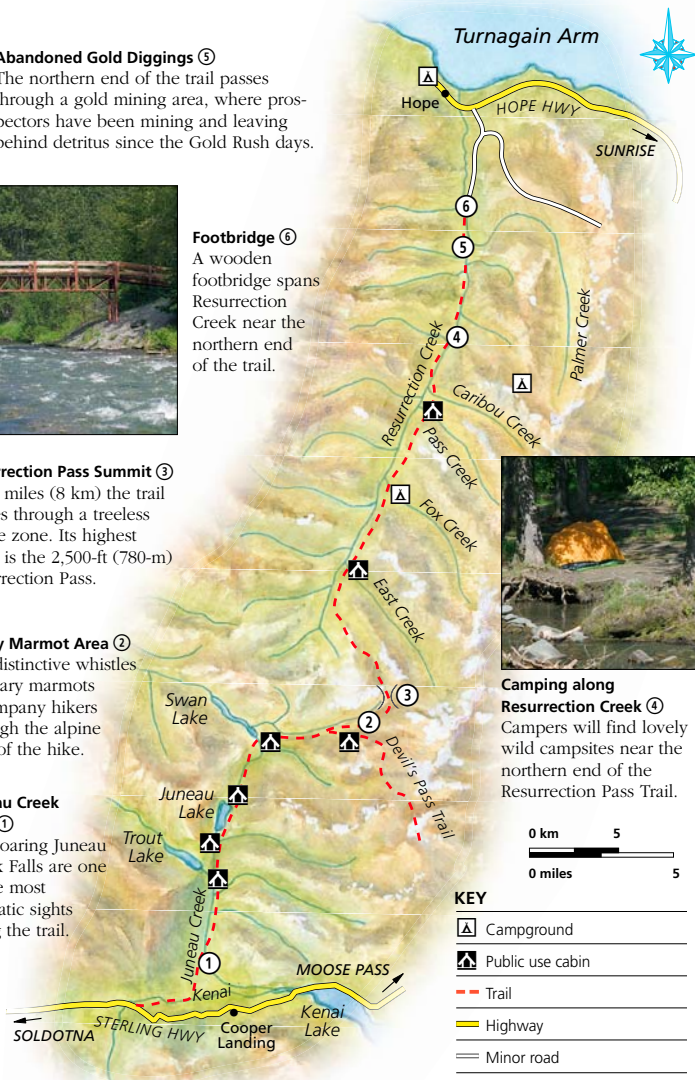 Abandoned Gold Diggings ⑤
The northern end of the trail passes
through a gold mining area, where pros-
pectors have been mining and leaving
behind detritus since the Gold Rush days.
Footbridge ⑥
A wooden
footbridge spans
Resurrection
Creek near the
northern end
of the trail.
Pass Summit ③
miles (8 km) the trail
through a treeless
zone. Its highest
is the 2,500-ft (780-m)
Pass.
Marmot Area ②
distinctive whistles
marmots
hikers
the alpine
of the hike.
Creek
①
Juneau
Falls are one
most
sights
the trail.
Turnagain Arm
Hope
HOPE HWY
SUNRISE
6
5
4
Resurrection Creek
Palmer Creek
Caribou Creek
Pass Creek
Fox Creek
East Creek
3
2
Devil's Pass Trail
Swan
Lake
Juneau
Lake
Trout
Lake
Juneau Creek
1
Kenai
MOOSE PASS
SOLDOTNA
STERLING HWY
Cooper
Landing
Kenai
Lake
Camping along
Resurrection Creek ④
Campers will find lovely
wild campsites near the
northern end of the
Resurrection Pass Trail.
0 km 5
0 miles 5
KEY
Campground
Public use cabin
Trail
Highway
Minor road